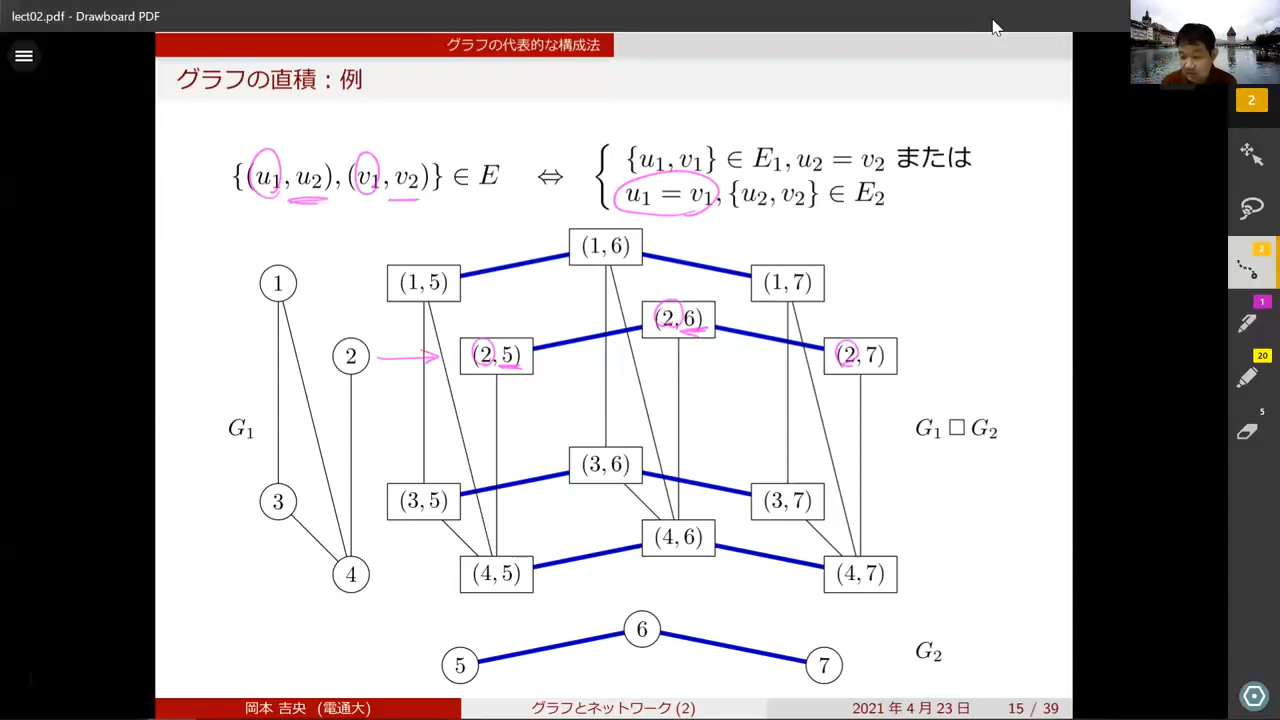 lect02.pdf - Drawboard PDF
グラフの代表的な構成法
グラフの直積：例
{(u₁, u₂), (v₁, v₂)} ∈ E ⇔ { {u₁, v₁} ∈ E₁, u₂ = v₂ または
u₁ = v₁, {u₂, v₂} ∈ E₂
(1, 6)
1 (1, 5) (1, 7)
(2, 6)
2 (2, 5) (2, 7)
G₁ G₁ □ G₂
(3, 6)
3 (3, 5) (3, 7)
(4, 6)
4 (4, 5) (4, 7)
6
5 7 G₂
岡本 吉央 (電通大) グラフとネットワーク (2) 2021 年 4 月 23 日 15 / 39
2
2
1
20
5